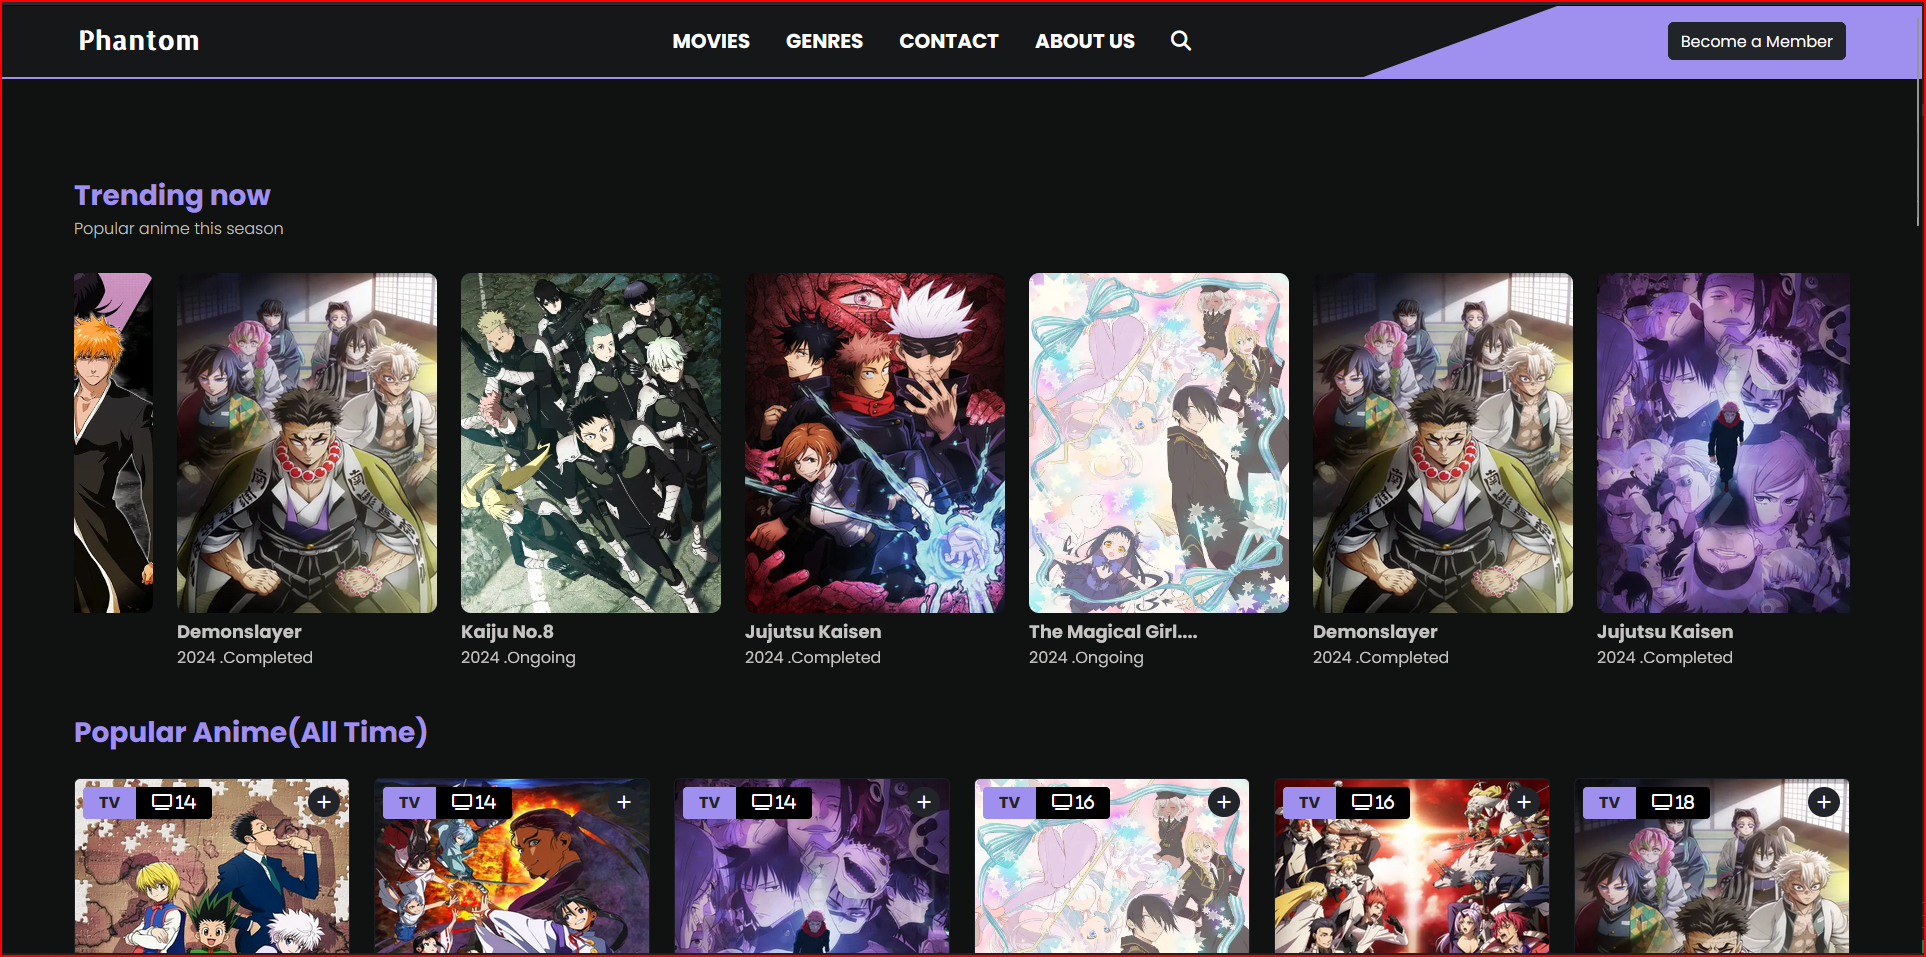 Phantom
MOVIES GENRES CONTACT ABOUT US
Become a Member
Trending now
Popular anime this season
Demonslayer
2024 .Completed
Kaiju No.8
2024 .Ongoing
Jujutsu Kaisen
2024 .Completed
The Magical Girl....
2024 .Ongoing
Demonslayer
2024 .Completed
Jujutsu Kaisen
2024 .Completed
Popular Anime(All Time)
TV 14
TV 14
TV 14
TV 16
TV 16
TV 18